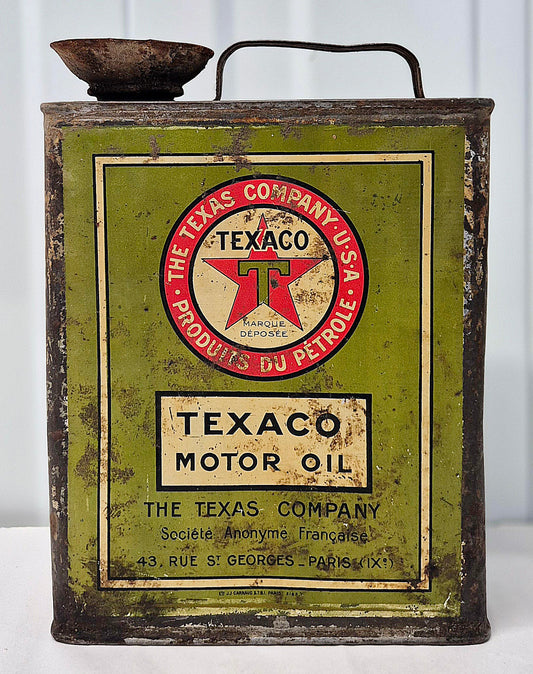 THE TEXAS COMPANY · U·S·A·
TEXACO
T
MARQUE
DÉPOSÉE
PRODUITS DU PÉTROLE
TEXACO
MOTOR OIL
THE TEXAS COMPANY
Société Anonyme Française
43, RUE ST GEORGES _ PARIS (IXe)